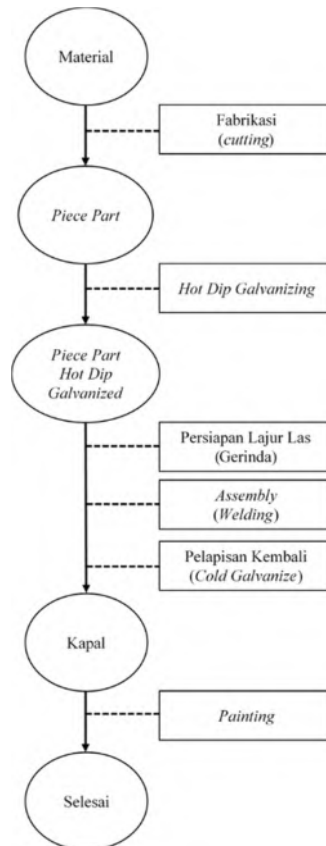 Material
Fabrikasi
(cutting)
Piece Part
Hot Dip Galvanizing
Piece Part
Hot Dip
Galvanized
Persiapan Lajur Las
(Gerinda)
Assembly
(Welding)
Pelapisan Kembali
(Cold Galvanize)
Kapal
Painting
Selesai